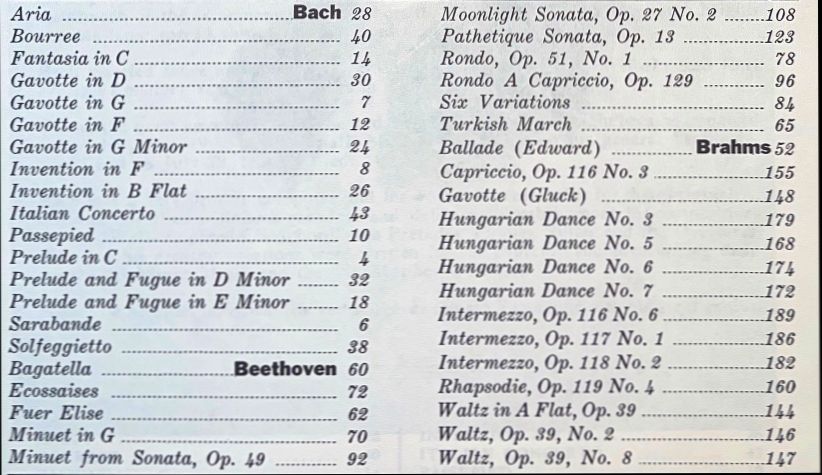 Aria Bach 28
Bourree 40
Fantasia in C 14
Gavotte in D 30
Gavotte in G 7
Gavotte in F 12
Gavotte in G Minor 24
Invention in F 8
Invention in B Flat 26
Italian Concerto 43
Passepied 10
Prelude in C 4
Prelude and Fugue in D Minor 32
Prelude and Fugue in E Minor 18
Sarabande 6
Solfeggietto 38
Bagatella Beethoven 60
Ecossaises 72
Fuer Elise 62
Minuet in G 70
Minuet from Sonata, Op. 49 92
Moonlight Sonata, Op. 27 No. 2 108
Pathetique Sonata, Op. 13 123
Rondo, Op. 51, No. 1 78
Rondo A Capriccio, Op. 129 96
Six Variations 84
Turkish March 65
Ballade (Edward) Brahms 52
Capriccio, Op. 116 No. 3 155
Gavotte (Gluck) 148
Hungarian Dance No. 3 179
Hungarian Dance No. 5 168
Hungarian Dance No. 6 174
Hungarian Dance No. 7 172
Intermezzo, Op. 116 No. 6 189
Intermezzo, Op. 117 No. 1 186
Intermezzo, Op. 118 No. 2 182
Rhapsodie, Op. 119 No. 4 160
Waltz in A Flat, Op. 39 144
Waltz, Op. 39, No. 2 146
Waltz, Op. 39, No. 8 147